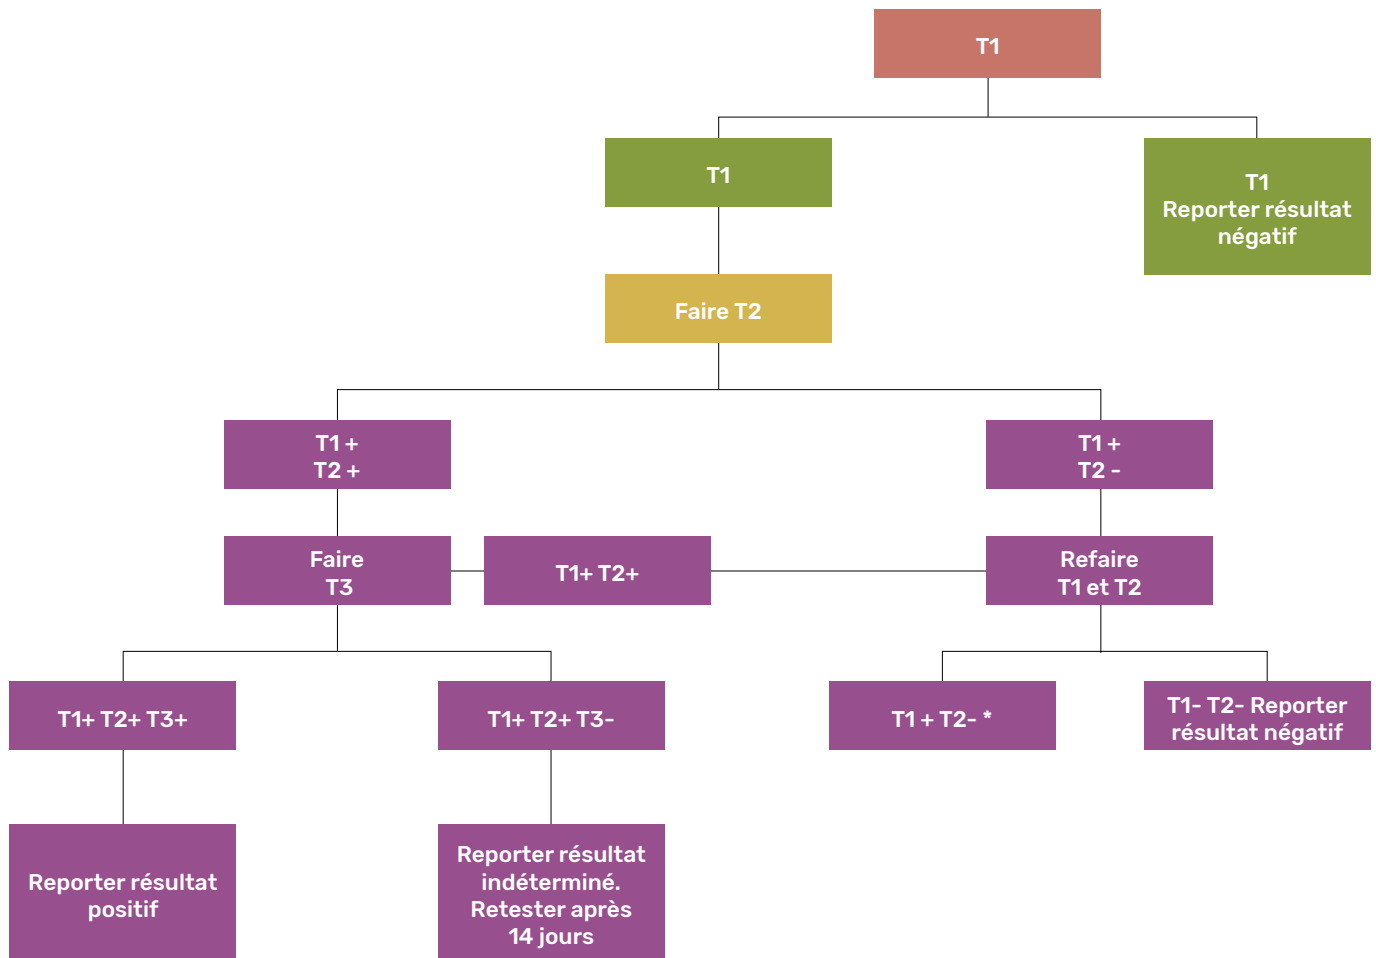 T1
T1
T1
Reporter résultat
négatif
Faire T2
T1 +
T2 +
T1 +
T2 -
Faire
T3
T1+ T2+
Refaire
T1 et T2
T1+ T2+ T3+
T1+ T2+ T3-
T1 + T2- *
T1- T2- Reporter
résultat négatif
Reporter résultat
positif
Reporter résultat
indéterminé.
Retester après
14 jours